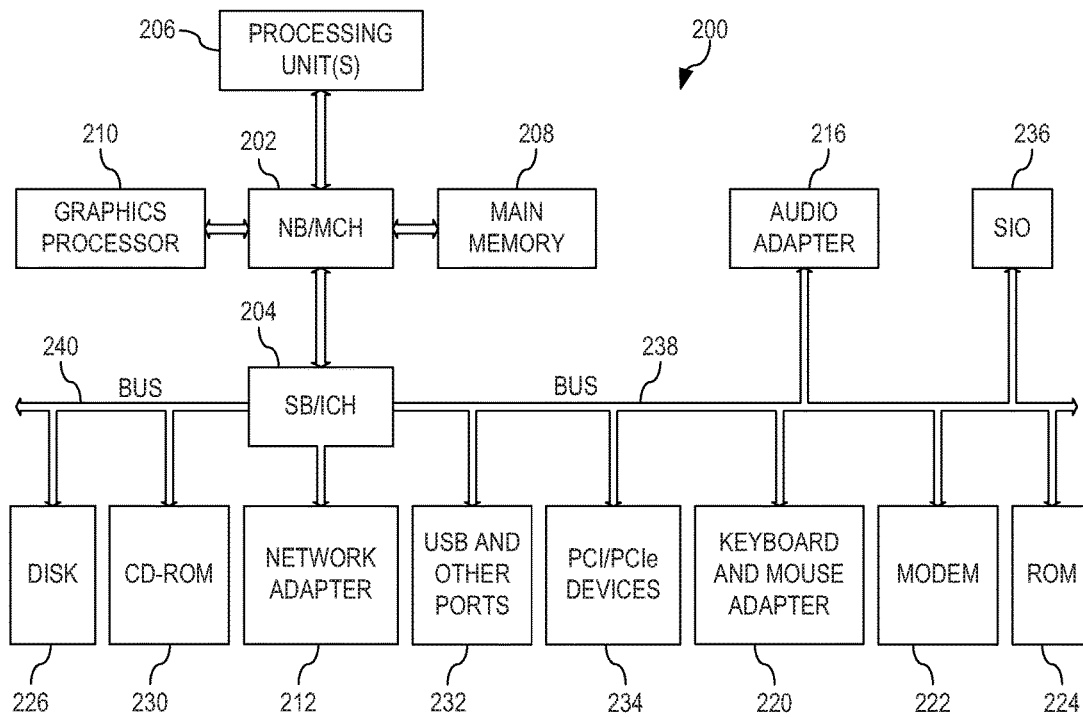 206
PROCESSING
UNIT(S)
200
210
202
208
216
236
GRAPHICS
PROCESSOR
NB/MCH
MAIN
MEMORY
AUDIO
ADAPTER
SIO
204
240
BUS
SB/ICH
BUS
238
DISK
CD-ROM
NETWORK
ADAPTER
USB AND
OTHER
PORTS
PCI/PCIe
DEVICES
KEYBOARD
AND MOUSE
ADAPTER
MODEM
ROM
226
230
212
232
234
220
222
224